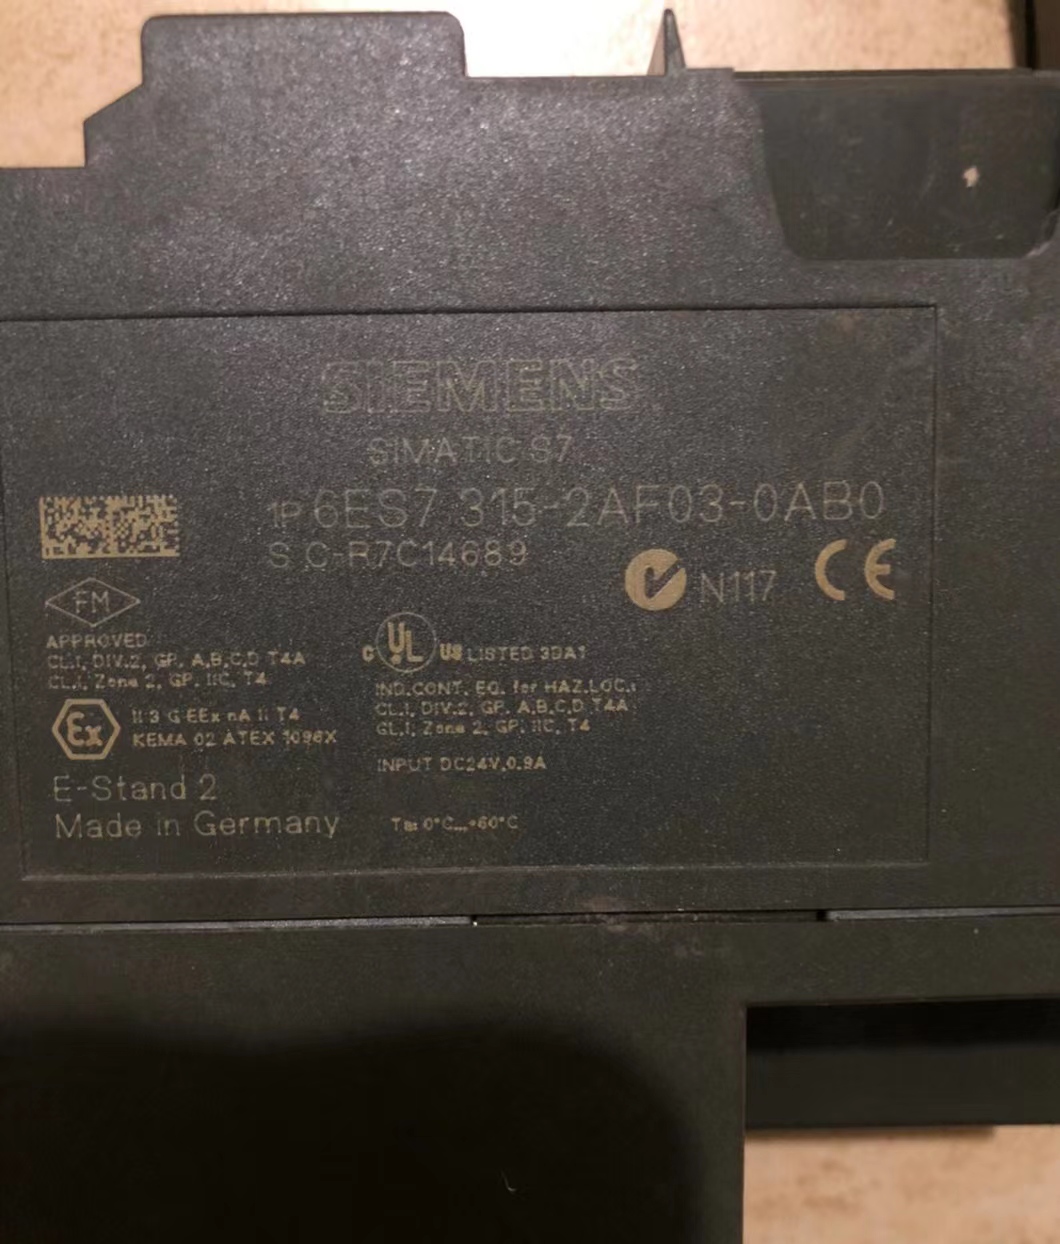 SIEMENS
SIMATIC S7
1P 6ES7 315-2AF03-0AB0
S C-R7C14689
N117 CE
FM
APPROVED
CL.I, DIV.2, GP. A,B,C,D T4A
CL.I, Zone 2, GP. IIC, T4
Ex
II 3 G EEx nA II T4
KEMA 02 ATEX 1096X
E-Stand 2
Made in Germany
C UL US LISTED
IND.CONT. EQ. for HAZ.LOC.:
CL.I, DIV.2, GP. A,B,C,D T4A
CL.I, Zone 2, GP. IIC, T4
INPUT DC24V,0.9A
Ta: 0°C...+60°C